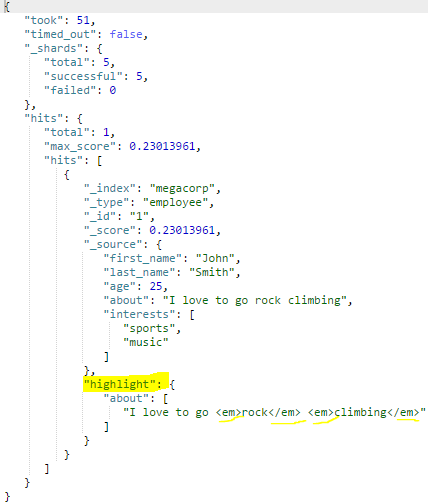 {
"took": 51,
"timed_out": false,
"_shards": {
"total": 5,
"successful": 5,
"failed": 0
},
"hits": {
"total": 1,
"max_score": 0.23013961,
"hits": [
{
"_index": "megacorp",
"_type": "employee",
"_id": "1",
"_score": 0.23013961,
"_source": {
"first_name": "John",
"last_name": "Smith",
"age": 25,
"about": "I love to go rock climbing",
"interests": [
"sports",
"music"
]
},
"highlight": {
"about": [
"I love to go <em>rock</em> <em>climbing</em>"
]
}
}
]
}
}